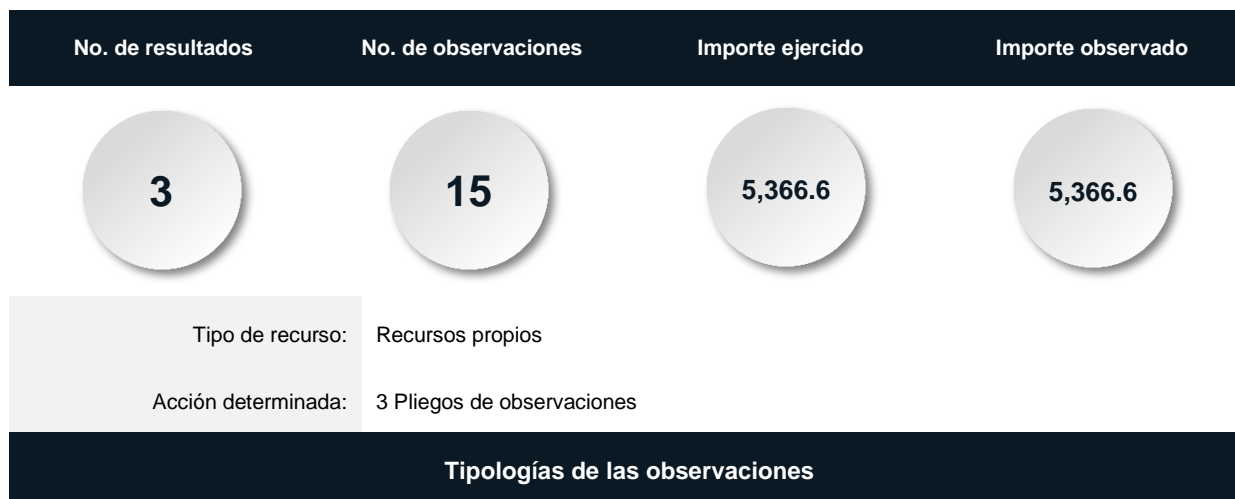 No. de resultados No. de observaciones Importe ejercido Importe observado
3 15 5,366.6 5,366.6
Tipo de recurso: Recursos propios
Acción determinada: 3 Pliegos de observaciones
Tipologías de las observaciones